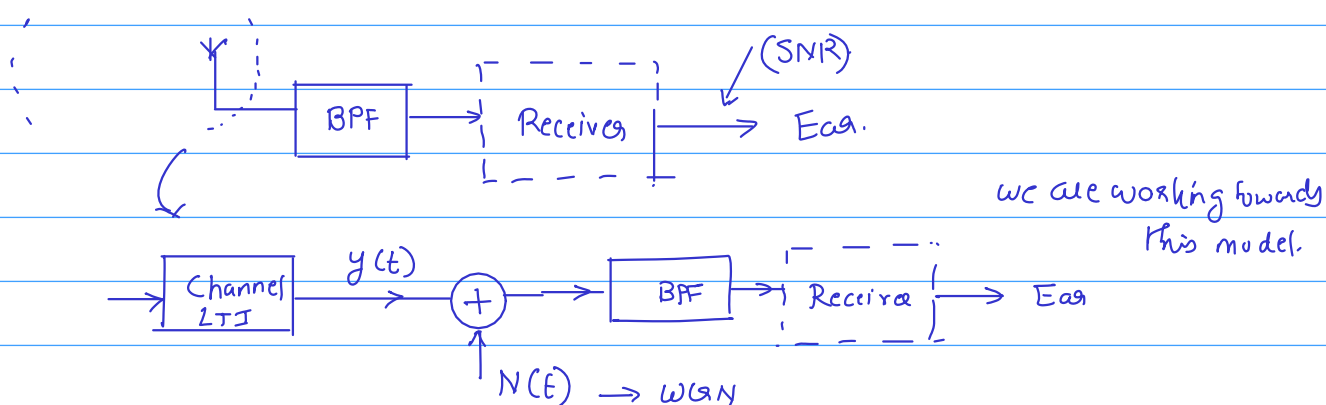 (SNR)
BPF Receiver Ear.
we are working towards
this model.
y(t)
Channel
LTI
+ BPF Receiver Ear
N(t) → WGN